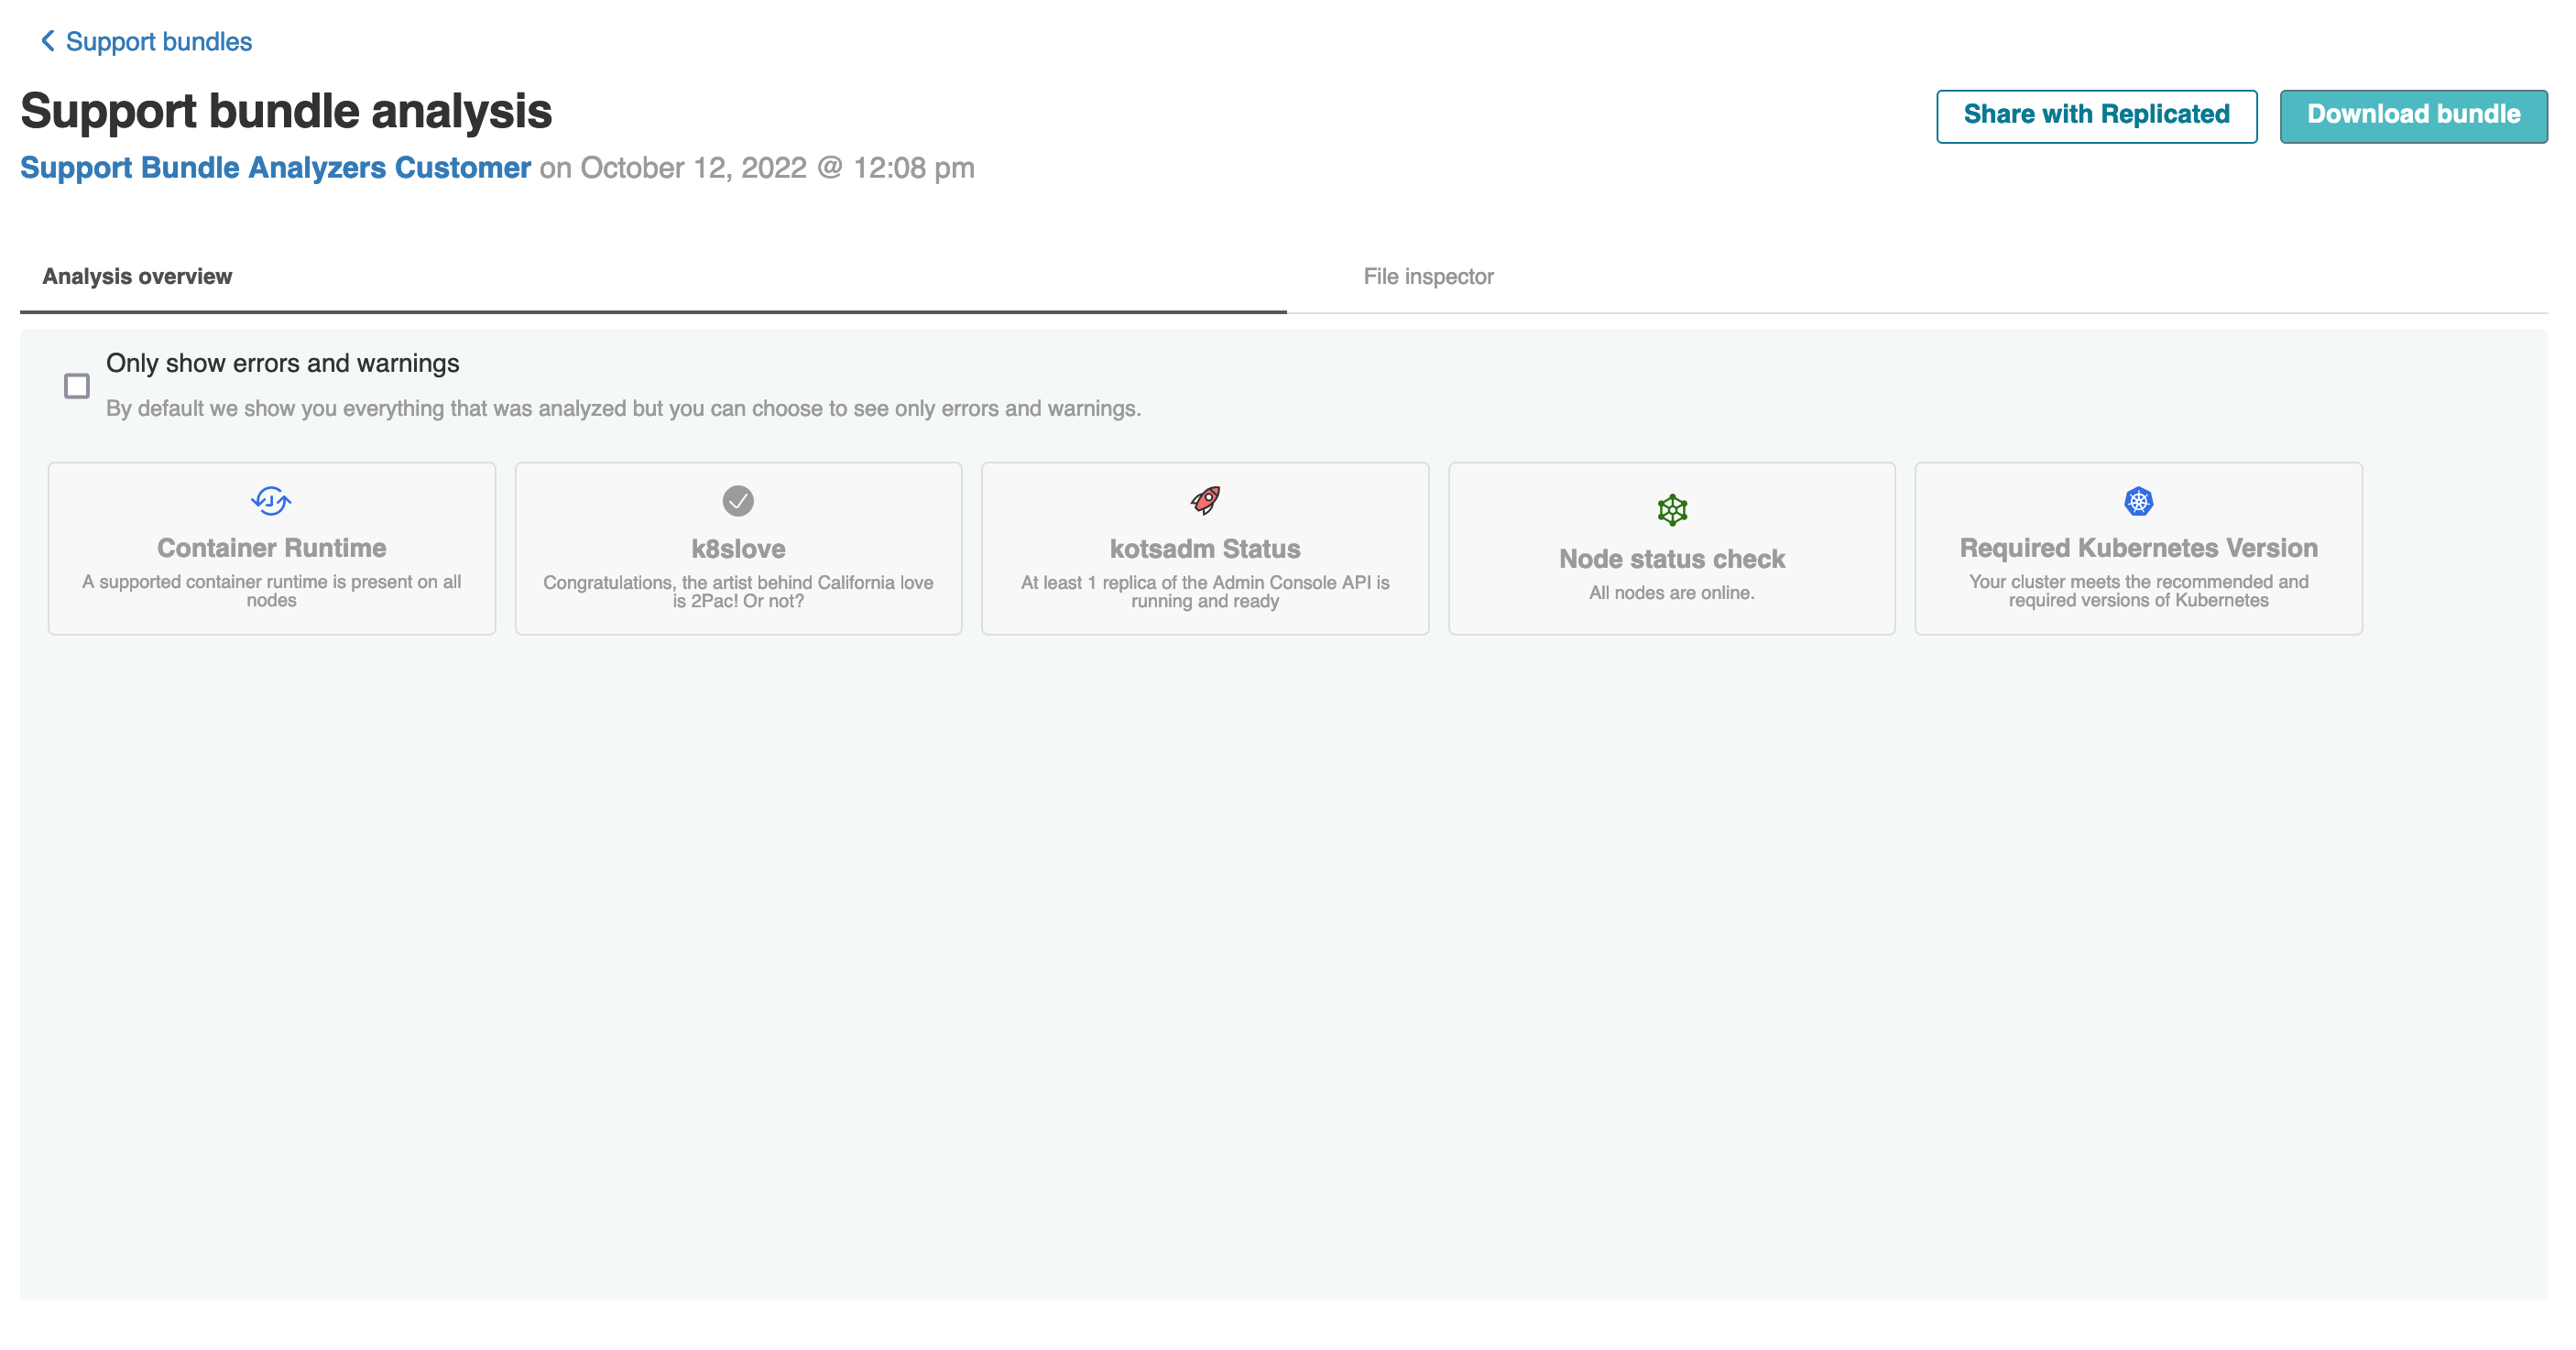 Support bundles
Support bundle analysis
Share with Replicated
Download bundle
Support Bundle Analyzers Customer on October 12, 2022 @ 12:08 pm
Analysis overview
File inspector
Only show errors and warnings
By default we show you everything that was analyzed but you can choose to see only errors and warnings.
Container Runtime
A supported container runtime is present on all
nodes
k8slove
Congratulations, the artist behind California love
is 2Pac! Or not?
kotsadm Status
At least 1 replica of the Admin Console API is
running and ready
Node status check
All nodes are online.
Required Kubernetes Version
Your cluster meets the recommended and
required versions of Kubernetes